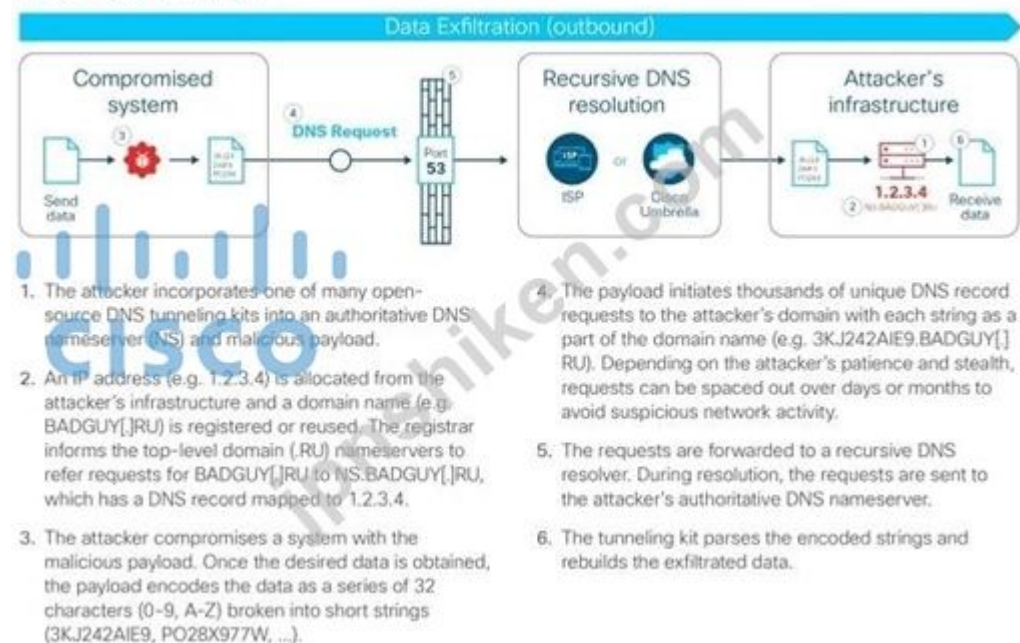 Data Exfiltration (outbound)
Compromised
system
3
Send
data
4
DNS Request
5
Port
53
Recursive DNS
resolution
ISP
ISP
or
Cisco
Umbrella
Attacker's
infrastructure
1
1.2.3.4
2
6
Receive
data
1. The attacker incorporates one of many open-
source DNS tunneling kits into an authoritative DNS
nameserver (NS) and malicious payload.
2. An IP address (e.g. 1.2.3.4) is allocated from the
attacker's infrastructure and a domain name (e.g.
BADGUY[.]RU) is registered or reused. The registrar
informs the top-level domain (.RU) nameservers to
refer requests for BADGUY[.]RU to NS.BADGUY[.]RU,
which has a DNS record mapped to 1.2.3.4.
3. The attacker compromises a system with the
malicious payload. Once the desired data is obtained,
the payload encodes the data as a series of 32
characters (0-9, A-Z) broken into short strings
(3KJ242AIE9, PO28X977W, ...).
4. The payload initiates thousands of unique DNS record
requests to the attacker's domain with each string as a
part of the domain name (e.g. 3KJ242AIE9.BADGUY[.]
RU). Depending on the attacker's patience and stealth,
requests can be spaced out over days or months to
avoid suspicious network activity.
5. The requests are forwarded to a recursive DNS
resolver. During resolution, the requests are sent to
the attacker's authoritative DNS nameserver.
6. The tunneling kit parses the encoded strings and
rebuilds the exfiltrated data.
CISCO
jpnshiken.com